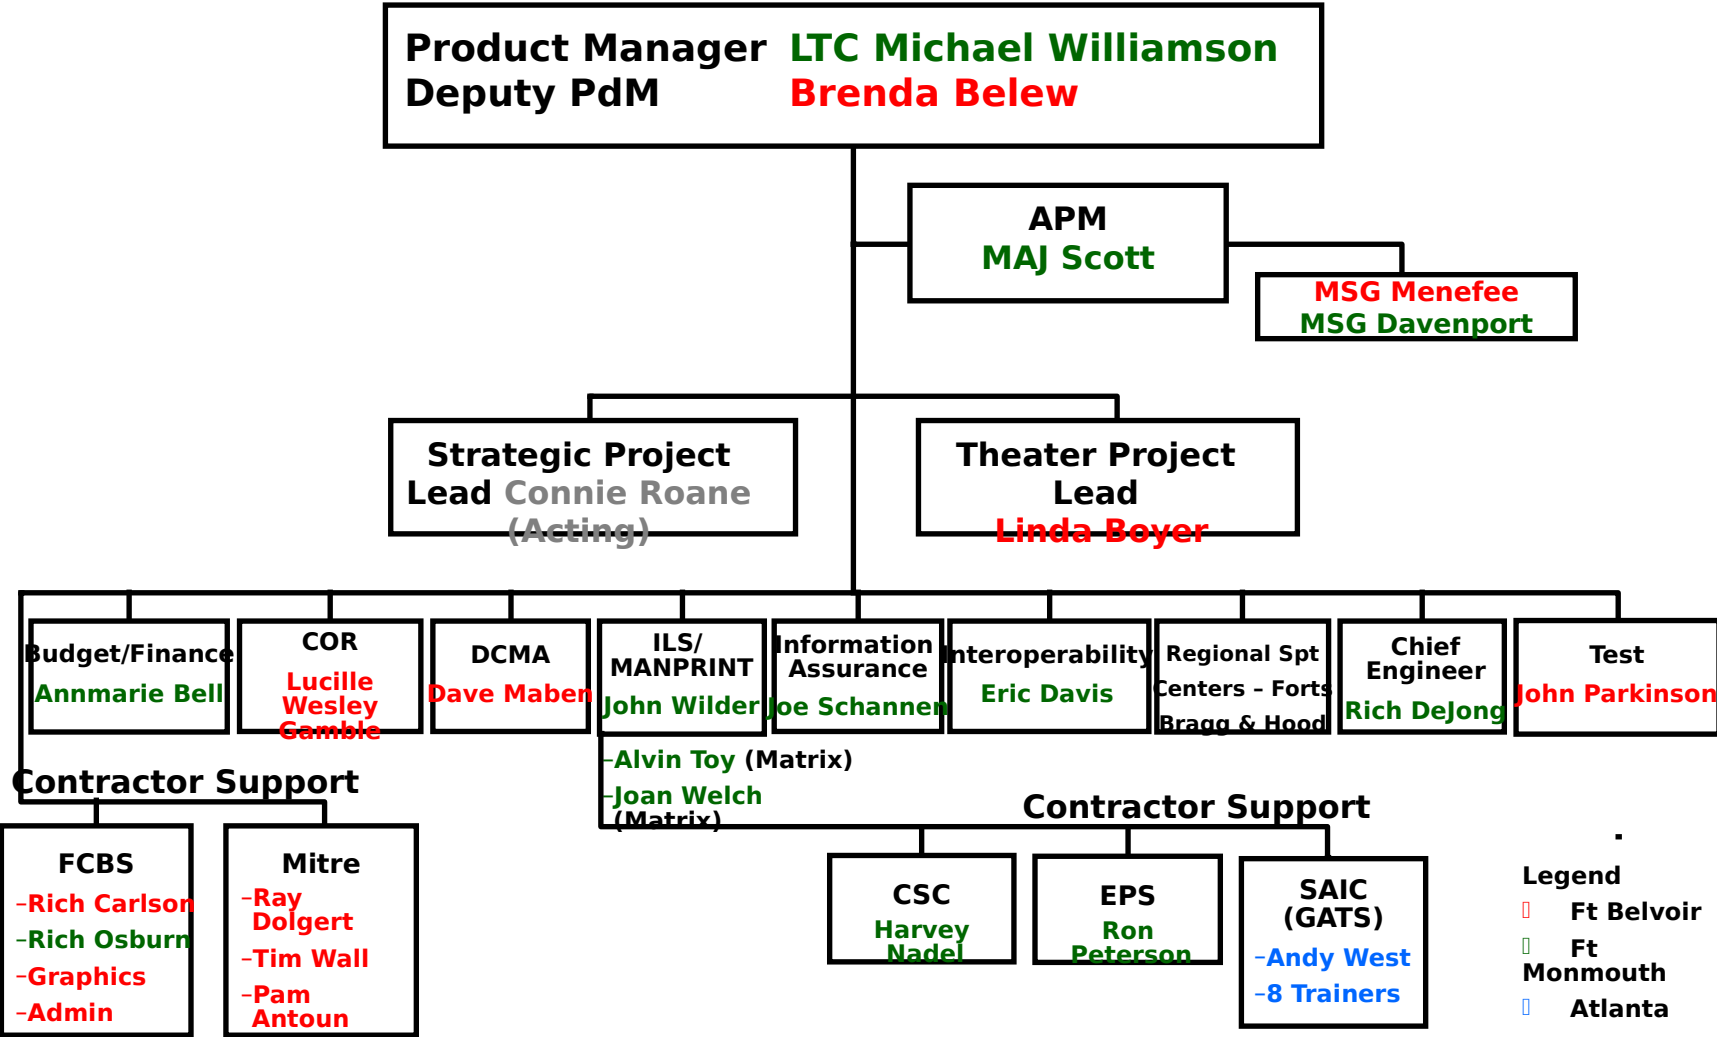 Product Manager LTC Michael Williamson
Deputy PdM Brenda Belew
APM
MAJ Scott
MSG Menefee
MSG Davenport
Strategic Project
Lead Connie Roane
(Acting)
Theater Project
Lead
Linda Boyer
Budget/Finance
Annmarie Bell
COR
Lucille
Wesley
Gamble
DCMA
Dave Maben
ILS/
MANPRINT
John Wilder
Information
Assurance
Joe Schannen
Interoperability
Eric Davis
Regional Spt
Centers – Forts
Bragg & Hood
Chief
Engineer
Rich DeJong
Test
John Parkinson
–Alvin Toy (Matrix)
–Joan Welch
(Matrix)
Contractor Support
FCBS
–Rich Carlson
–Rich Osburn
–Graphics
–Admin
Mitre
–Ray
Dolgert
–Tim Wall
–Pam
Antoun
Contractor Support
CSC
Harvey
Nadel
EPS
Ron
Peterson
SAIC
(GATS)
–Andy West
–8 Trainers
Legend
Ft Belvoir
Ft
Monmouth
Atlanta